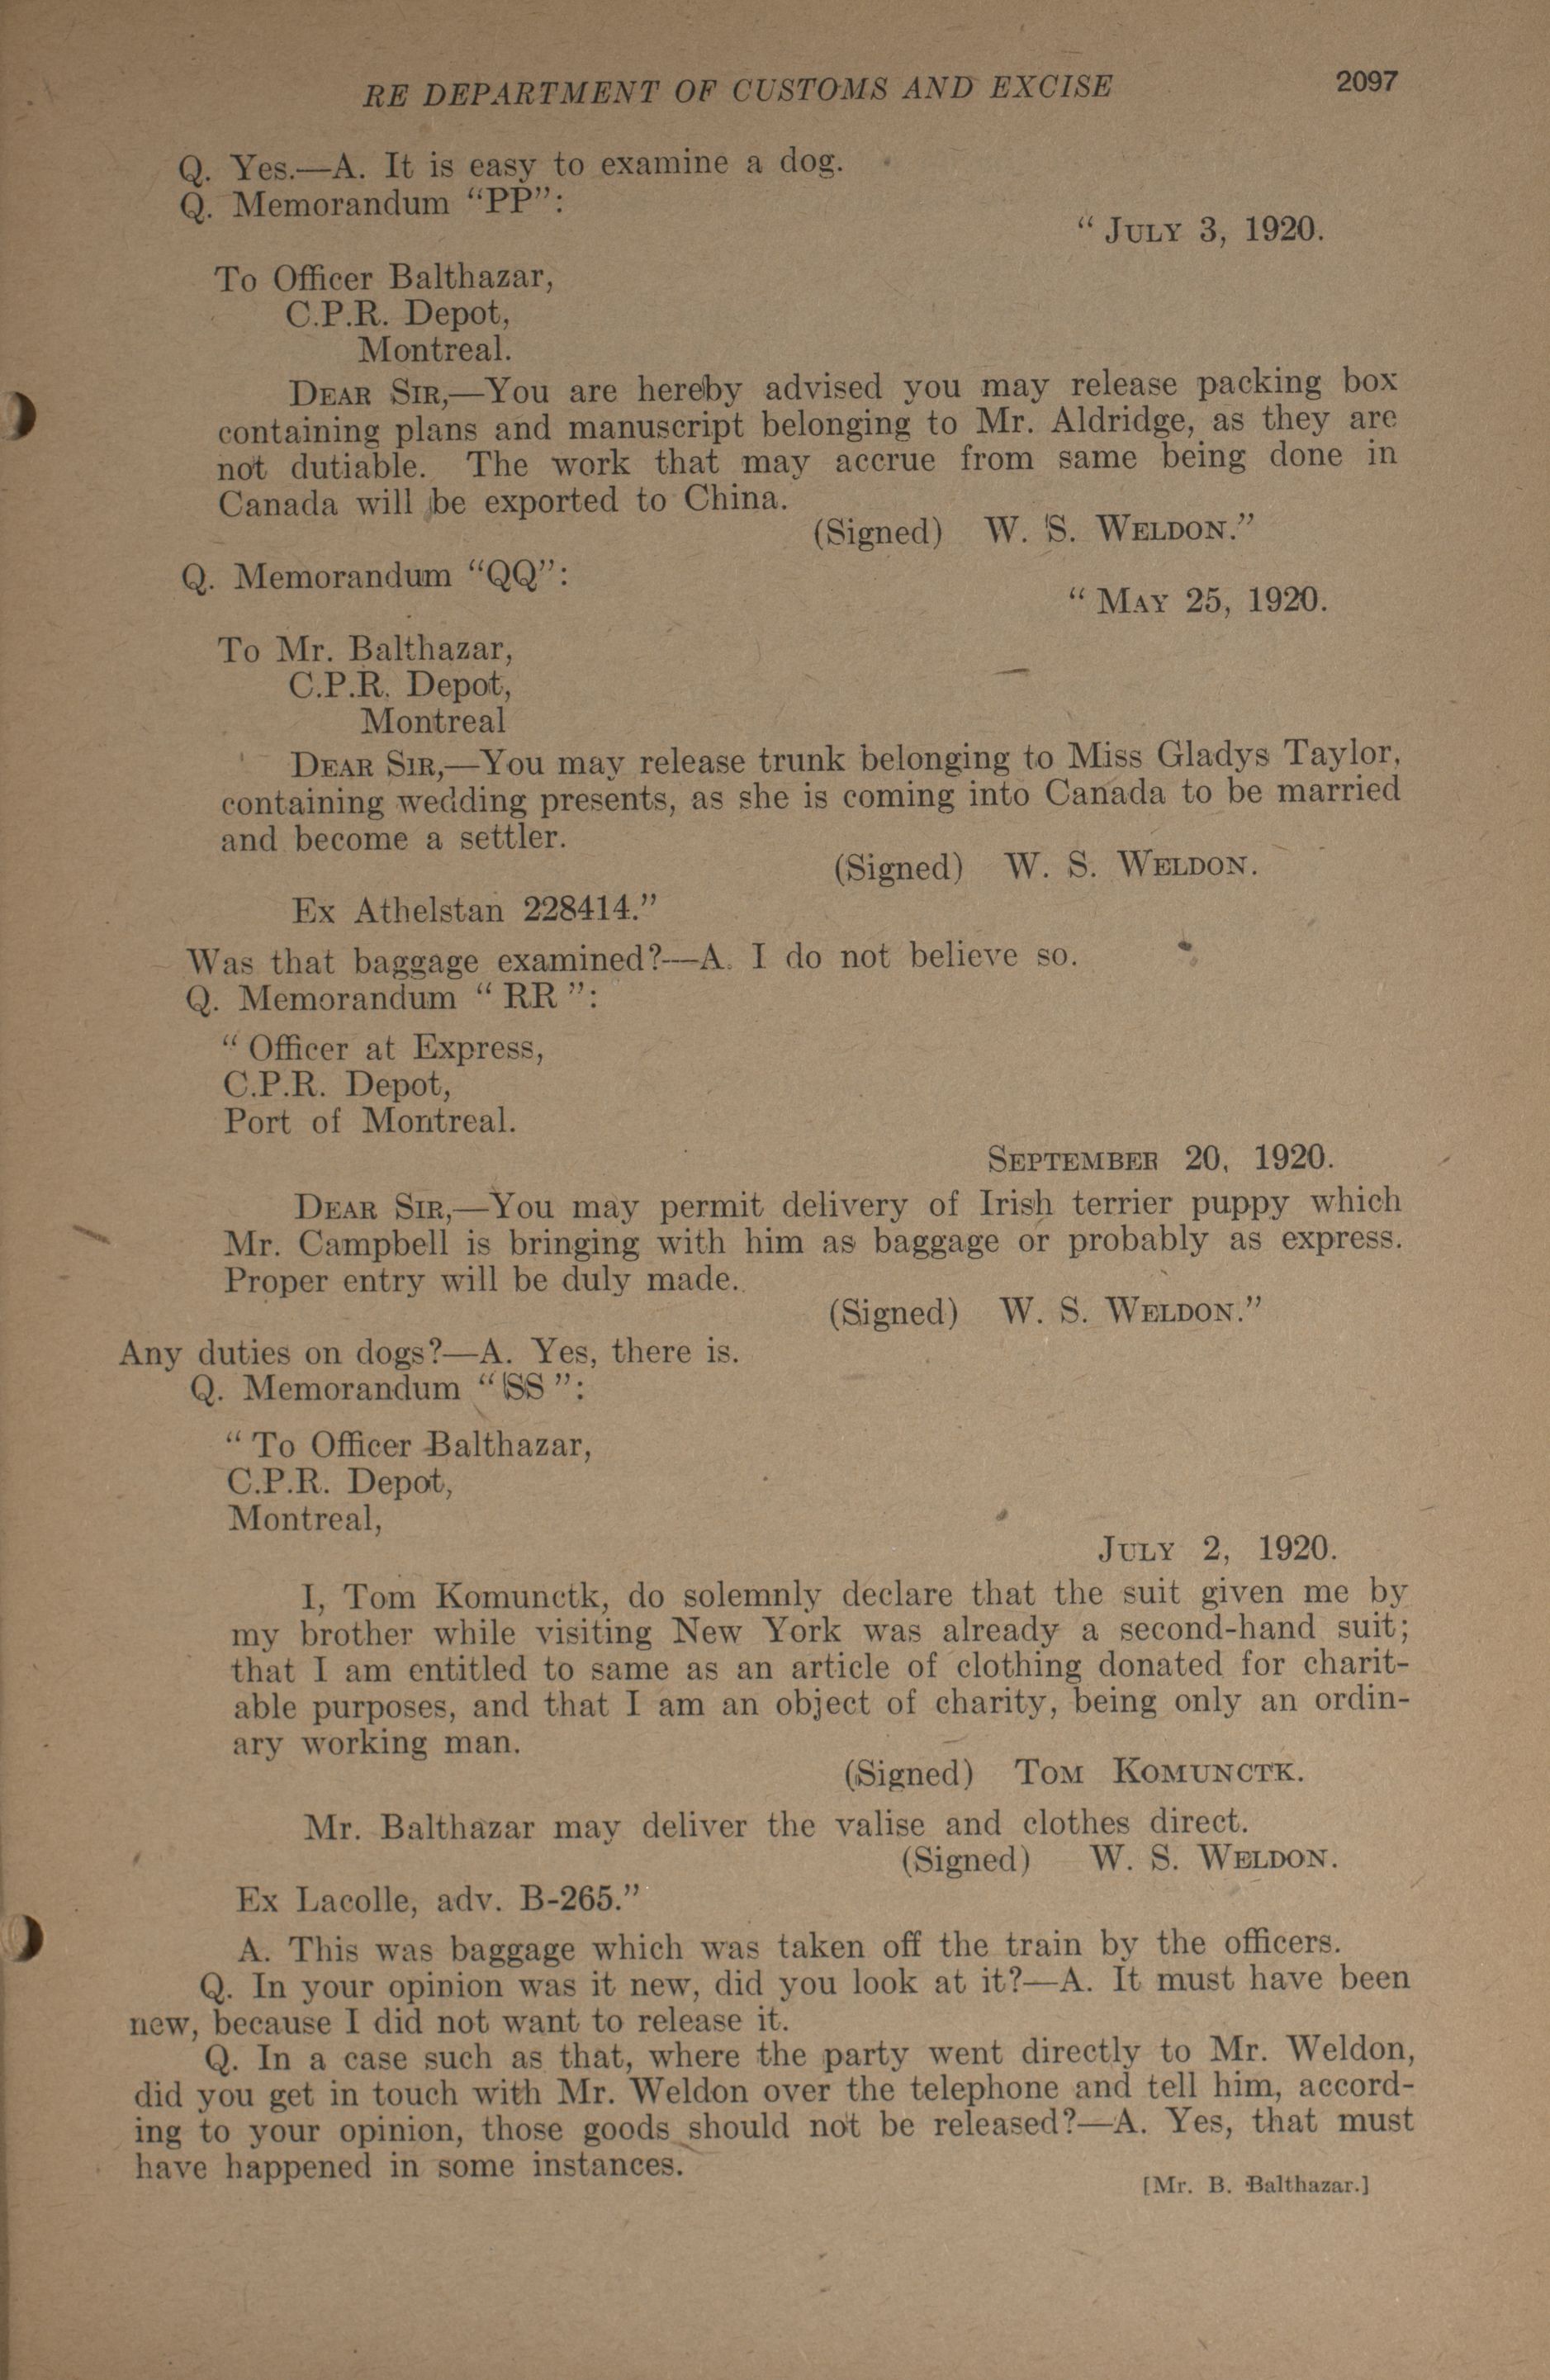 RE DEPARTMENT OF CUSTOMS AND EXCISE 2097
Q. Yes.—A. It is easy to examine a dog.
Q. Memorandum “PP”:
“ JULY 3, 1920.
To Officer Balthazar,
C.P.R. Depot,
Montreal.
DEAR SIR,—You are hereby advised you may release packing box
containing plans and manuscript belonging to Mr. Aldridge, as they are
not dutiable. The work that may accrue from same being done in
Canada will be exported to China.
(Signed) W. S. WELDON.”
Q. Memorandum “QQ”:
“ MAY 25, 1920.
To Mr. Balthazar,
C.P.R. Depot,
Montreal
DEAR SIR,—You may release trunk belonging to Miss Gladys Taylor,
containing wedding presents, as she is coming into Canada to be married
and become a settler.
(Signed) W. S. WELDON.
Ex Athelstan 228414.”
Was that baggage examined?—A. I do not believe so.
Q. Memorandum “ RR ”:
“ Officer at Express,
C.P.R. Depot,
Port of Montreal.
SEPTEMBER 20, 1920.
DEAR SIR,—You may permit delivery of Irish terrier puppy which
Mr. Campbell is bringing with him as baggage or probably as express.
Proper entry will be duly made.
(Signed) W. S. WELDON.”
Any duties on dogs?—A. Yes, there is.
Q. Memorandum “ SS ”:
“ To Officer Balthazar,
C.P.R. Depot,
Montreal,
JULY 2, 1920.
I, Tom Komunctk, do solemnly declare that the suit given me by
my brother while visiting New York was already a second-hand suit;
that I am entitled to same as an article of clothing donated for charit-
able purposes, and that I am an object of charity, being only an ordin-
ary working man.
(Signed) TOM KOMUNCTK.
Mr. Balthazar may deliver the valise and clothes direct.
(Signed) W. S. WELDON.
Ex Lacolle, adv. B-265.”
A. This was baggage which was taken off the train by the officers.
Q. In your opinion was it new, did you look at it?—A. It must have been
new, because I did not want to release it.
Q. In a case such as that, where the party went directly to Mr. Weldon,
did you get in touch with Mr. Weldon over the telephone and tell him, accord-
ing to your opinion, those goods should not be released?—A. Yes, that must
have happened in some instances.
[Mr. B. Balthazar.]